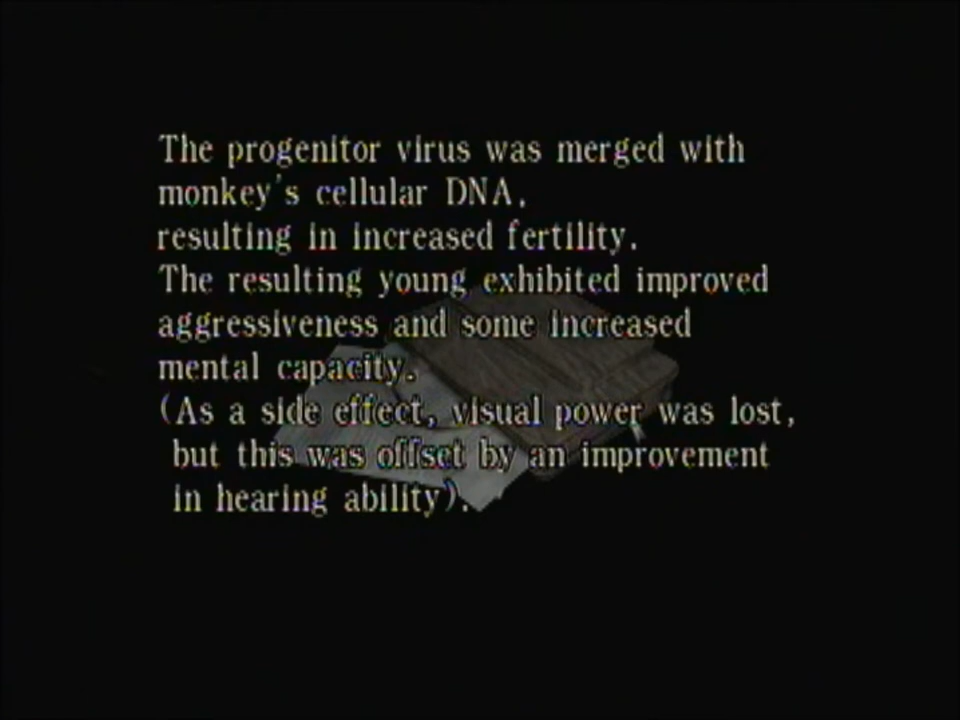 The progenitor virus was merged with
monkey's cellular DNA,
resulting in increased fertility.
The resulting young exhibited improved
aggressiveness and some increased
mental capacity.
(As a side effect, visual power was lost,
but this was offset by an improvement
in hearing ability).